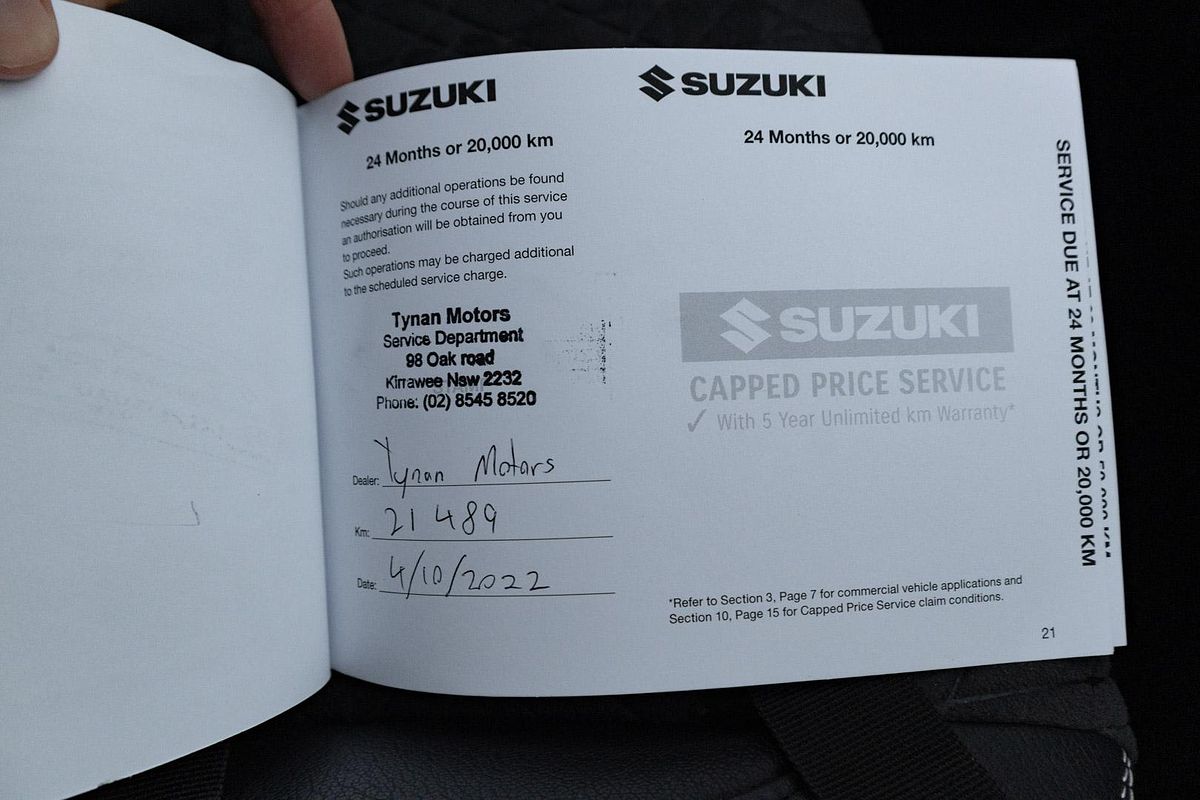 SUZUKI
24 Months or 20,000 km
Should any additional operations be found
necessary during the course of this service
an authorisation will be obtained from you
to proceed.
Such operations may be charged additional
to the scheduled service charge.
Tynan Motors
Service Department
98 Oak road
Kirrawee Nsw 2232
Phone: (02) 8545 8520
Dealer: Tynan Motors
Km: 21 489
Date: 4/10/2022
SUZUKI
24 Months or 20,000 km
SUZUKI
CAPPED PRICE SERVICE
✓ With 5 Year Unlimited km Warranty*
*Refer to Section 3, Page 7 for commercial vehicle applications and
Section 10, Page 15 for Capped Price Service claim conditions.
21
SERVICE DUE AT 24 MONTHS OR 20,000 KM